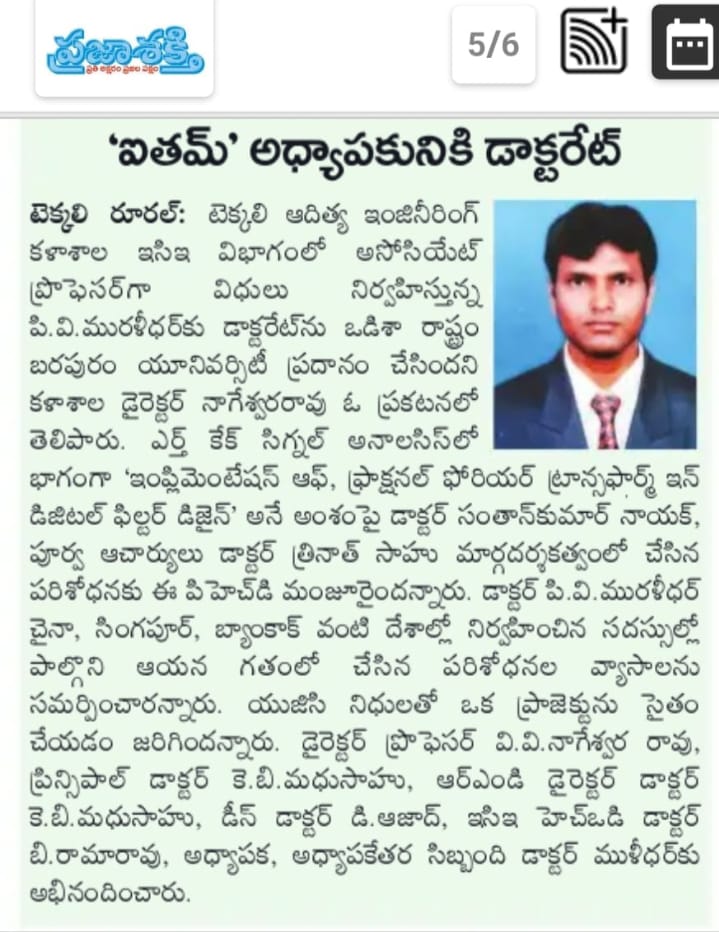 ప్రజాశక్తి
ప్రతి అక్షరం ప్రజల పక్షం
5/6
‘ఐతమ్’ అధ్యాపకునికి డాక్టరేట్
టెక్కలి రూరల్: టెక్కలి ఆదిత్య ఇంజినీరింగ్
కళాశాల ఇసిఇ విభాగంలో అసోసియేట్
ప్రొఫెసర్‌గా విధులు నిర్వహిస్తున్న
పి.వి.మురళీధర్‌కు డాక్టరేట్‌ను ఒడిశా రాష్ట్రం
బరపురం యూనివర్సిటీ ప్రదానం చేసిందని
కళాశాల డైరెక్టర్ నాగేశ్వరరావు ఓ ప్రకటనలో
తెలిపారు. ఎర్త్ కేక్ సిగ్నల్ అనాలసిస్‌లో
భాగంగా ‘ఇంప్లిమెంటేషన్ ఆఫ్, ఫ్రాక్షనల్ ఫోరియర్ ట్రాన్సఫార్మ్ ఇన్
డిజిటల్ ఫిల్టర్ డిజైన్’ అనే అంశంపై డాక్టర్ సంతాన్‌కుమార్ నాయక్,
పూర్వ ఆచార్యులు డాక్టర్ త్రినాత్ సాహు మార్గదర్శకత్వంలో చేసిన
పరిశోధనకు ఈ పిహెచ్‌డి మంజూరైందన్నారు. డాక్టర్ పి.వి.మురళీధర్
చైనా, సింగపూర్, బ్యాంకాక్ వంటి దేశాల్లో నిర్వహించిన సదస్సుల్లో
పాల్గొని ఆయన గతంలో చేసిన పరిశోధనల వ్యాసాలను
సమర్పించారన్నారు. యుజిసి నిధులతో ఒక ప్రాజెక్టును సైతం
చేయడం జరిగిందన్నారు. డైరెక్టర్ ప్రొఫెసర్ వి.వి.నాగేశ్వర రావు,
ప్రిన్సిపాల్ డాక్టర్ కె.బి.మధుసాహు, ఆర్ఎండి డైరెక్టర్ డాక్టర్
కె.బి.మధుసాహు, డీన్ డాక్టర్ డి.ఆజాద్, ఇసిఇ హెచ్ఒడి డాక్టర్
బి.రామారావు, అధ్యాపక, అధ్యాపకేతర సిబ్బంది డాక్టర్ ముళీధర్‌కు
అభినందించారు.